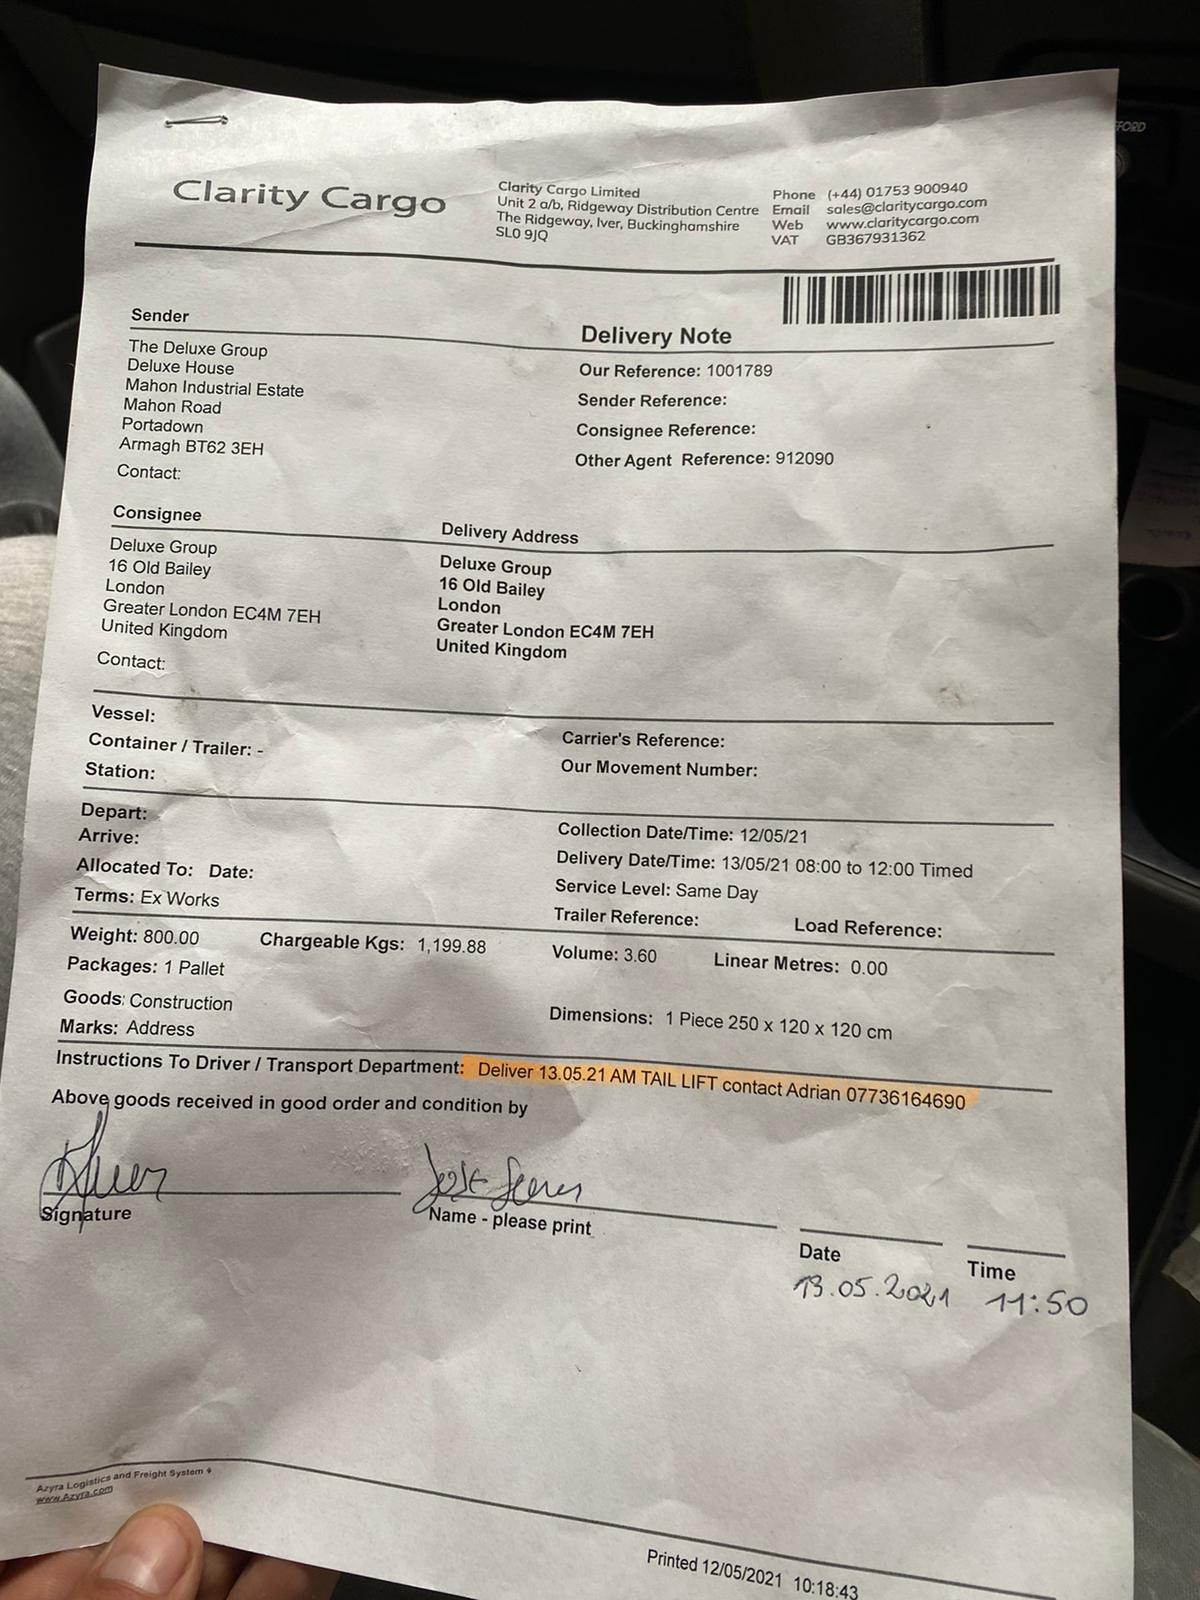 FORD
Clarity Cargo
Clarity Cargo Limited
Unit 2 a/b, Ridgeway Distribution Centre
The Ridgeway, Iver, Buckinghamshire
SL0 9JQ
Phone (+44) 01753 900940
Email sales@claritycargo.com
Web www.claritycargo.com
VAT GB367931362
Sender
The Deluxe Group
Deluxe House
Mahon Industrial Estate
Mahon Road
Portadown
Armagh BT62 3EH
Contact:
Delivery Note
Our Reference: 1001789
Sender Reference:
Consignee Reference:
Other Agent Reference: 912090
Consignee
Deluxe Group
16 Old Bailey
London
Greater London EC4M 7EH
United Kingdom
Contact:
Delivery Address
Deluxe Group
16 Old Bailey
London
Greater London EC4M 7EH
United Kingdom
Vessel:
Container / Trailer: -
Station:
Carrier's Reference:
Our Movement Number:
Depart:
Arrive:
Allocated To: Date:
Terms: Ex Works
Collection Date/Time: 12/05/21
Delivery Date/Time: 13/05/21 08:00 to 12:00 Timed
Service Level: Same Day
Trailer Reference: Load Reference:
Weight: 800.00 Chargeable Kgs: 1,199.88 Volume: 3.60 Linear Metres: 0.00
Packages: 1 Pallet
Goods: Construction
Marks: Address
Dimensions: 1 Piece 250 x 120 x 120 cm
Instructions To Driver / Transport Department: Deliver 13.05.21 AM TAIL LIFT contact Adrian 07736164690
Above goods received in good order and condition by
Signature
Name - please print
Date
Time
13.05.2021 11:50
Azyra Logistics and Freight System
www.Azyra.com
Printed 12/05/2021 10:18:43